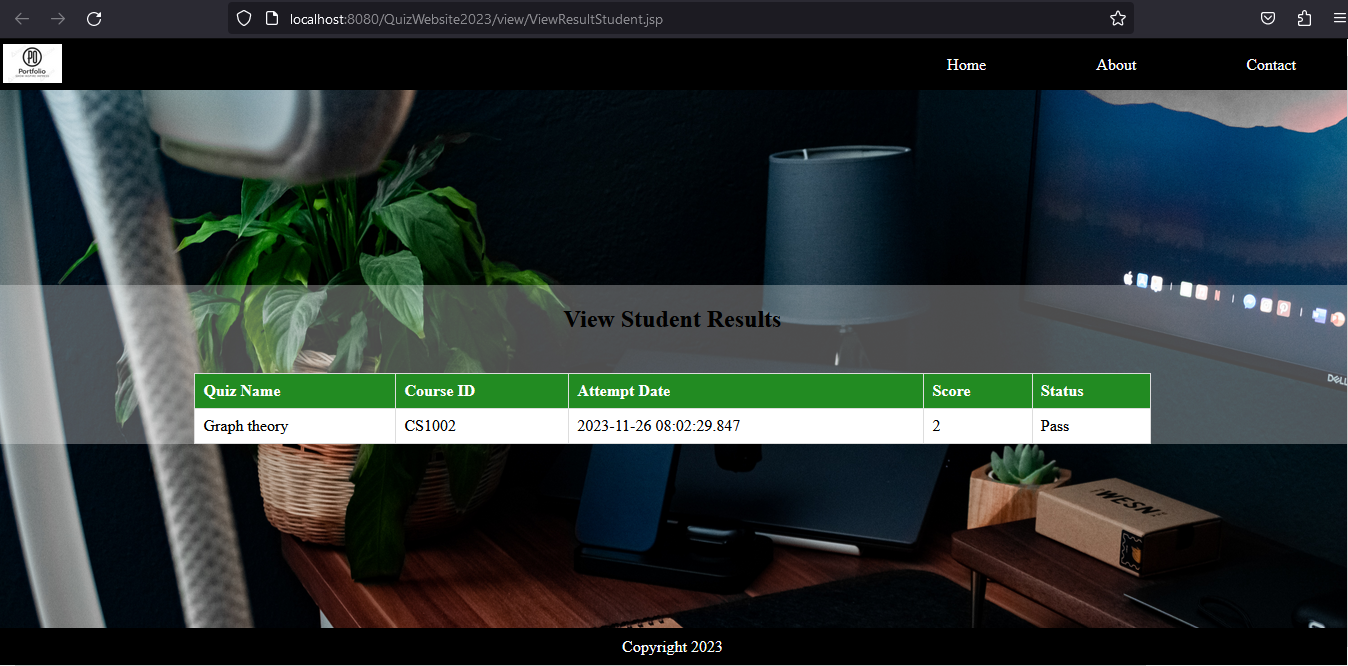 localhost:8080/QuizWebsite2023/view/ViewResultStudent.jsp
PO
Portfolio
Home About Contact
View Student Results
Quiz Name Course ID Attempt Date Score Status
Graph theory CS1002 2023-11-26 08:02:29.847 2 Pass
DELL
WESN
Copyright 2023